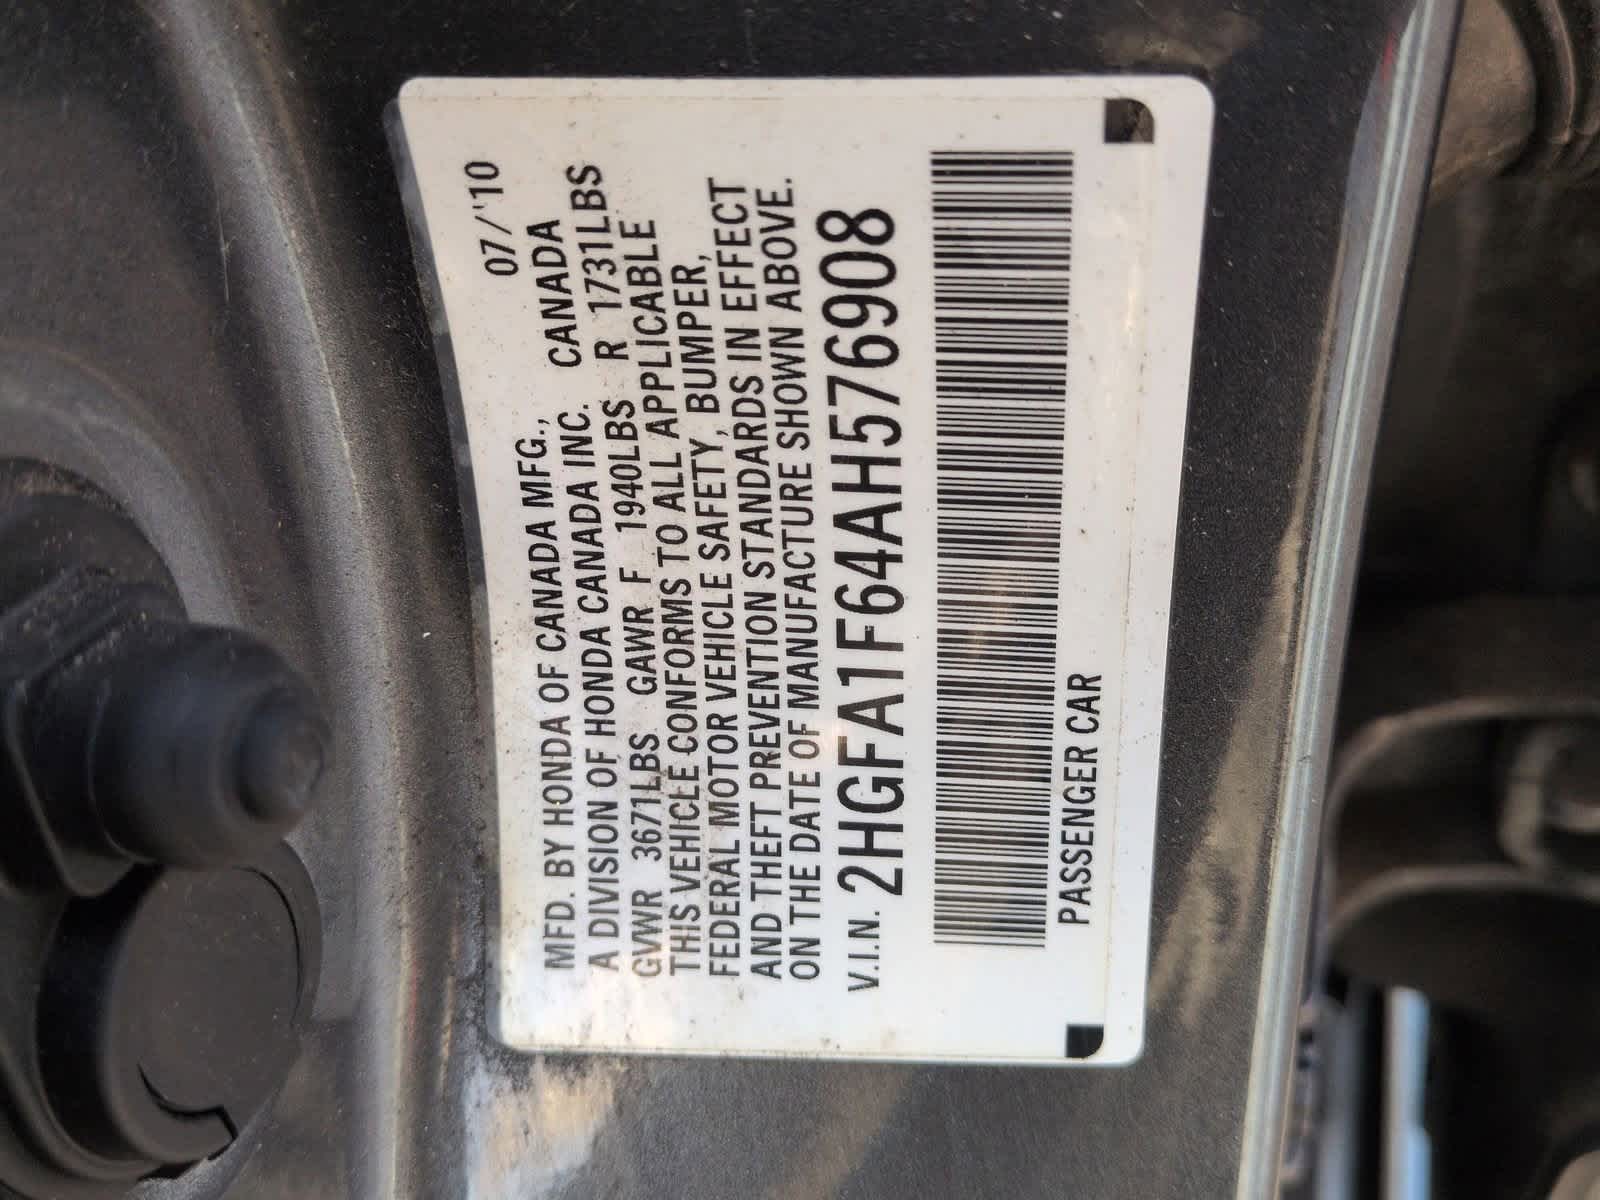 07/'10
MFD. BY HONDA OF CANADA MFG., CANADA
A DIVISION OF HONDA CANADA INC.
GVWR 3671LBS GAWR F 1940LBS R 1731LBS
THIS VEHICLE CONFORMS TO ALL APPLICABLE
FEDERAL MOTOR VEHICLE SAFETY, BUMPER,
AND THEFT PREVENTION STANDARDS IN EFFECT
ON THE DATE OF MANUFACTURE SHOWN ABOVE.
V.I.N. 2HGFA1F64AH576908
PASSENGER CAR